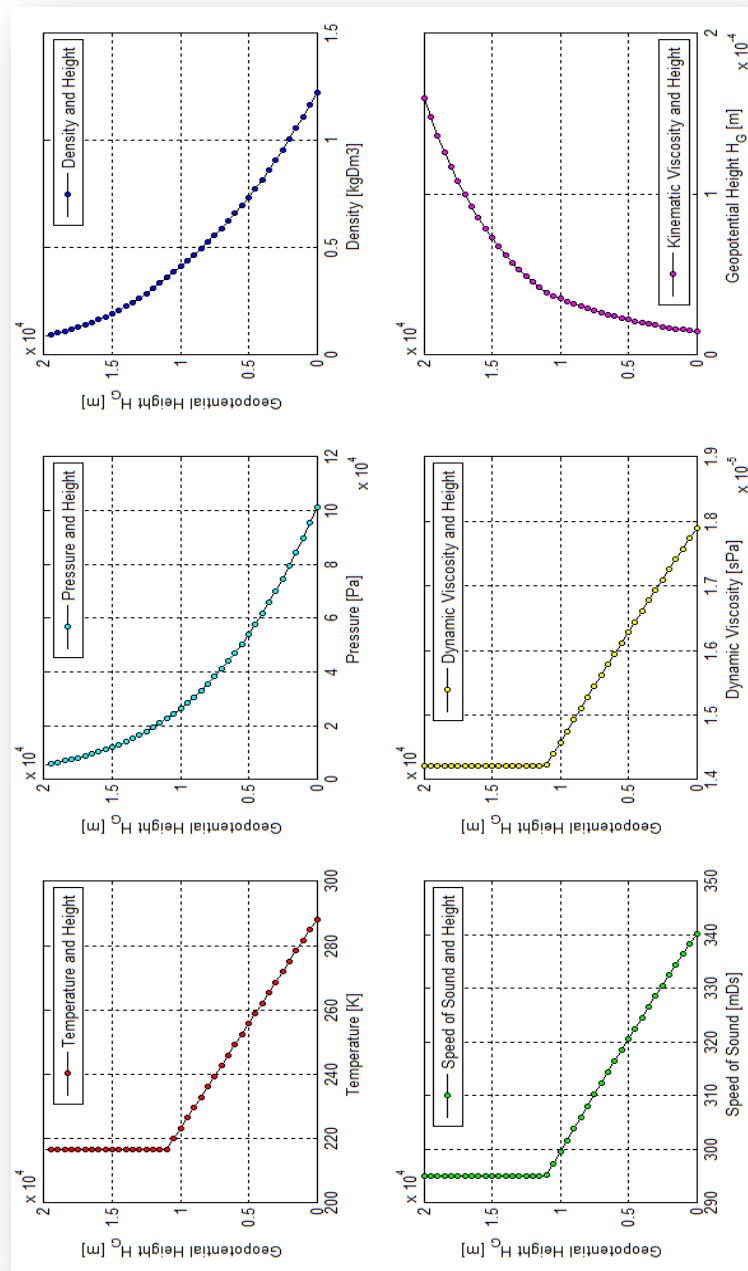 x 10^4
2
1.5
1
0.5
0
Geopotential Height H_G [m]
Temperature and Height
200
220
240
260
280
300
Temperature [K]
x 10^4
2
1.5
1
0.5
0
Geopotential Height H_G [m]
Pressure and Height
0
2
4
6
8
10
12
x 10^4
Pressure [Pa]
x 10^4
2
1.5
1
0.5
0
Geopotential Height H_G [m]
Density and Height
0
0.5
1
1.5
Density [kgDm3]
x 10^4
2
1.5
1
0.5
0
Geopotential Height H_G [m]
Speed of Sound and Height
290
300
310
320
330
340
350
Speed of Sound [mDs]
x 10^4
2
1.5
1
0.5
0
Geopotential Height H_G [m]
Dynamic Viscosity and Height
1.4
1.5
1.6
1.7
1.8
1.9
x 10^-5
Dynamic Viscosity [sPa]
x 10^4
2
1.5
1
0.5
0
Kinematic Viscosity and Height
0
1
2
x 10^-4
Geopotential Height H_G [m]